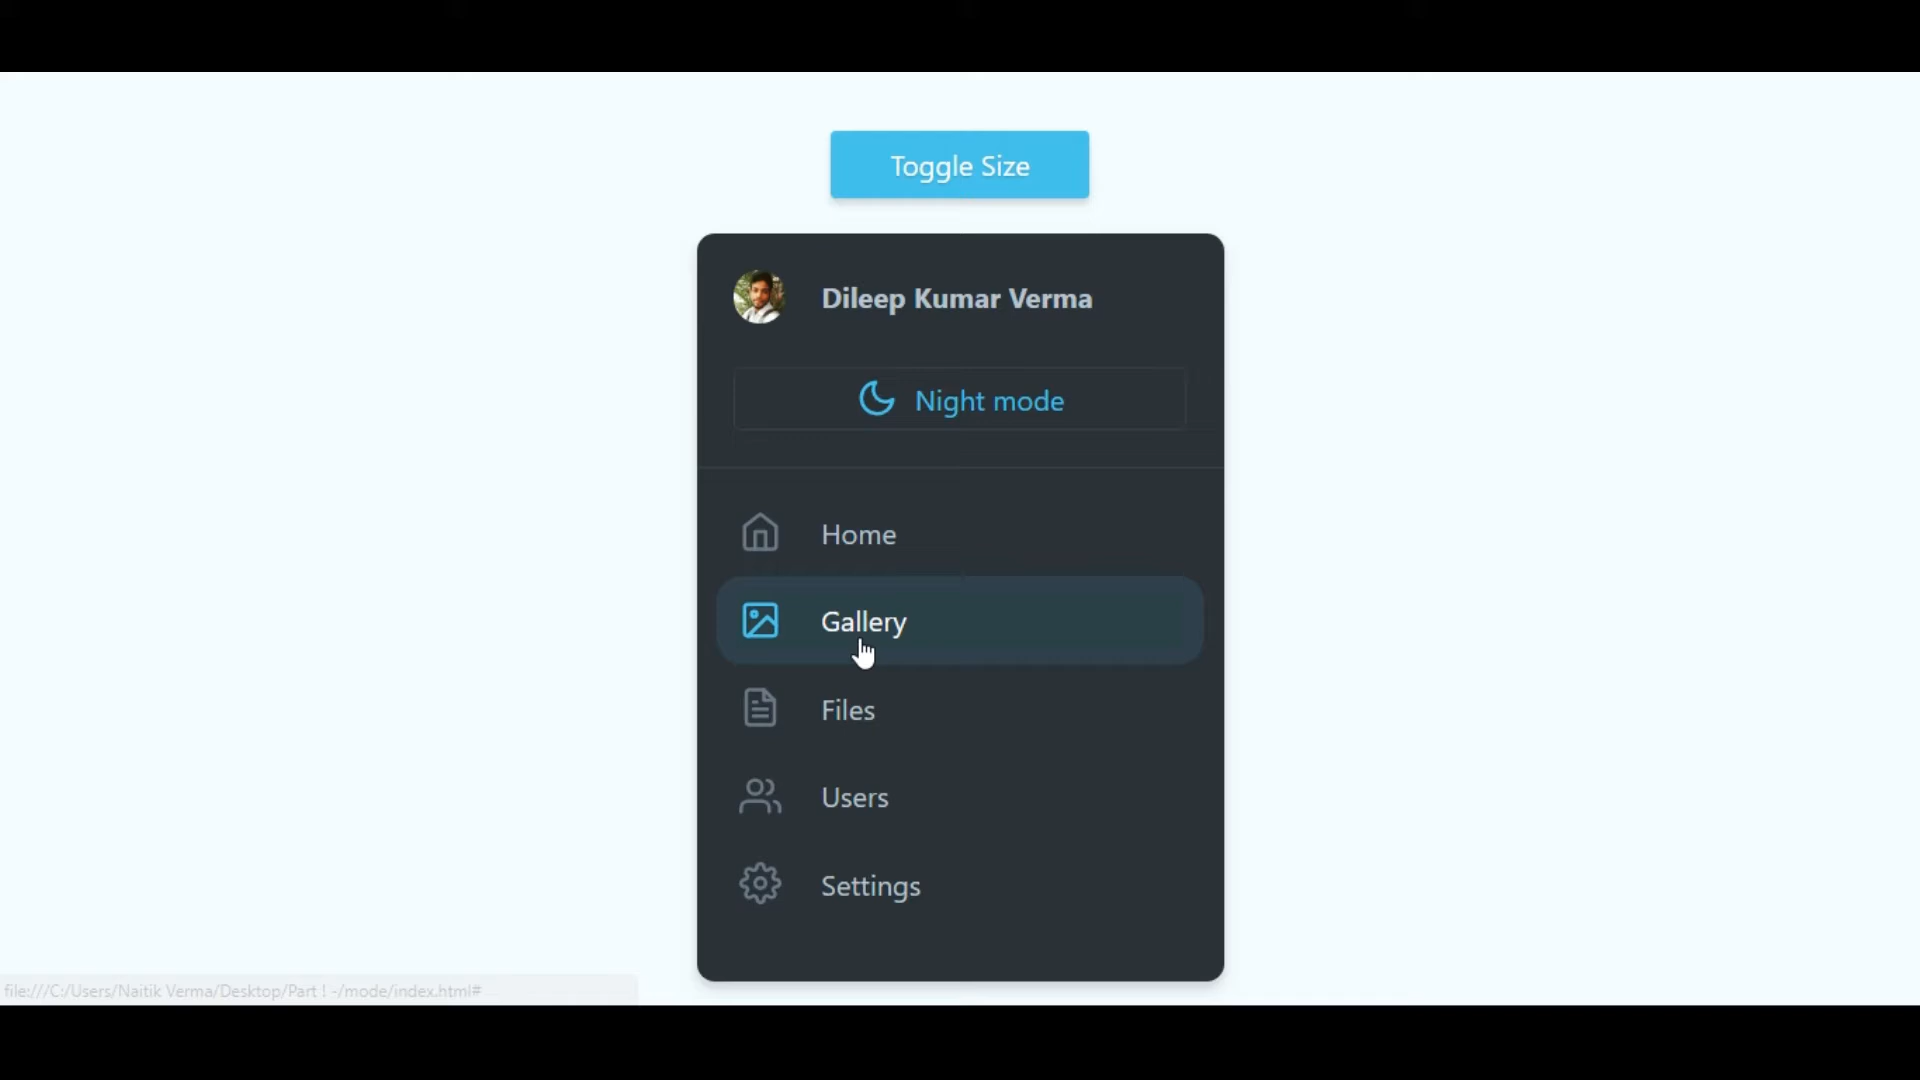 Toggle Size
Dileep Kumar Verma
Night mode
Home
Gallery
Files
Users
Settings
file:///C:/Users/Naitik Verma/Desktop/Part ! -/mode/index.html#